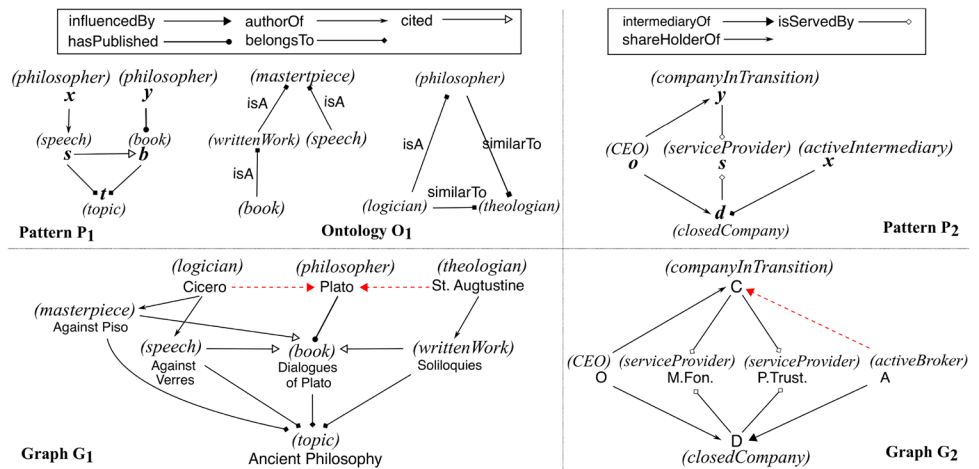 influencedBy authorOf cited
hasPublished belongsTo
intermediaryOf isServedBy
shareHolderOf
(philosopher) (philosopher)
x y
(speech) (book)
s b
t
(topic)
Pattern P1
(mastertpiece)
isA isA
(writtenWork) (speech)
isA
(book)
(philosopher)
isA similarTo
similarTo
(logician) (theologian)
Ontology O1
(companyInTransition)
y
(CEO) (serviceProvider) (activeIntermediary)
o s x
d
(closedCompany)
Pattern P2
(logician) (philosopher) (theologian)
Cicero Plato St. Augtustine
(masterpiece)
Against Piso
(speech) (book) (writtenWork)
Against Verres Dialogues of Plato Soliloquies
(topic)
Ancient Philosophy
Graph G1
(companyInTransition)
C
(CEO) (serviceProvider) (serviceProvider) (activeBroker)
O M.Fon. P.Trust. A
D
(closedCompany)
Graph G2